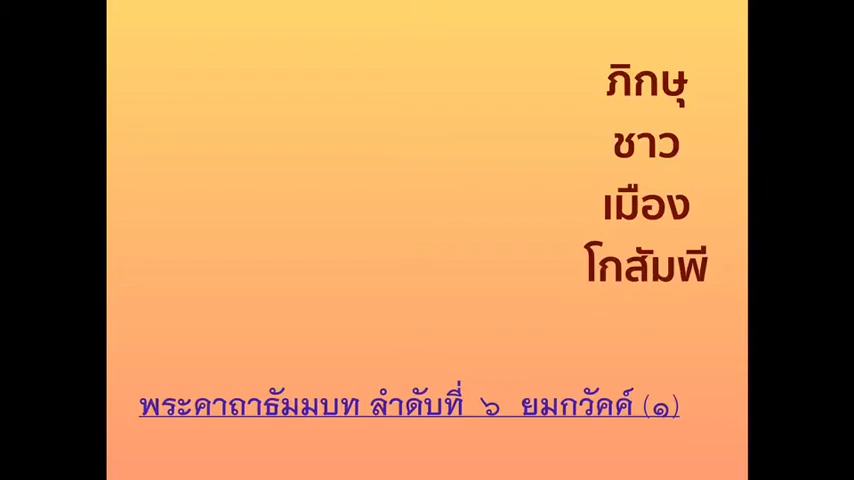 ภิกษุ
ชาว
เมือง
โกสัมพี
พระคาถาธัมมบท ลำดับที่ ๖ ยมกวัคค์ (๑)